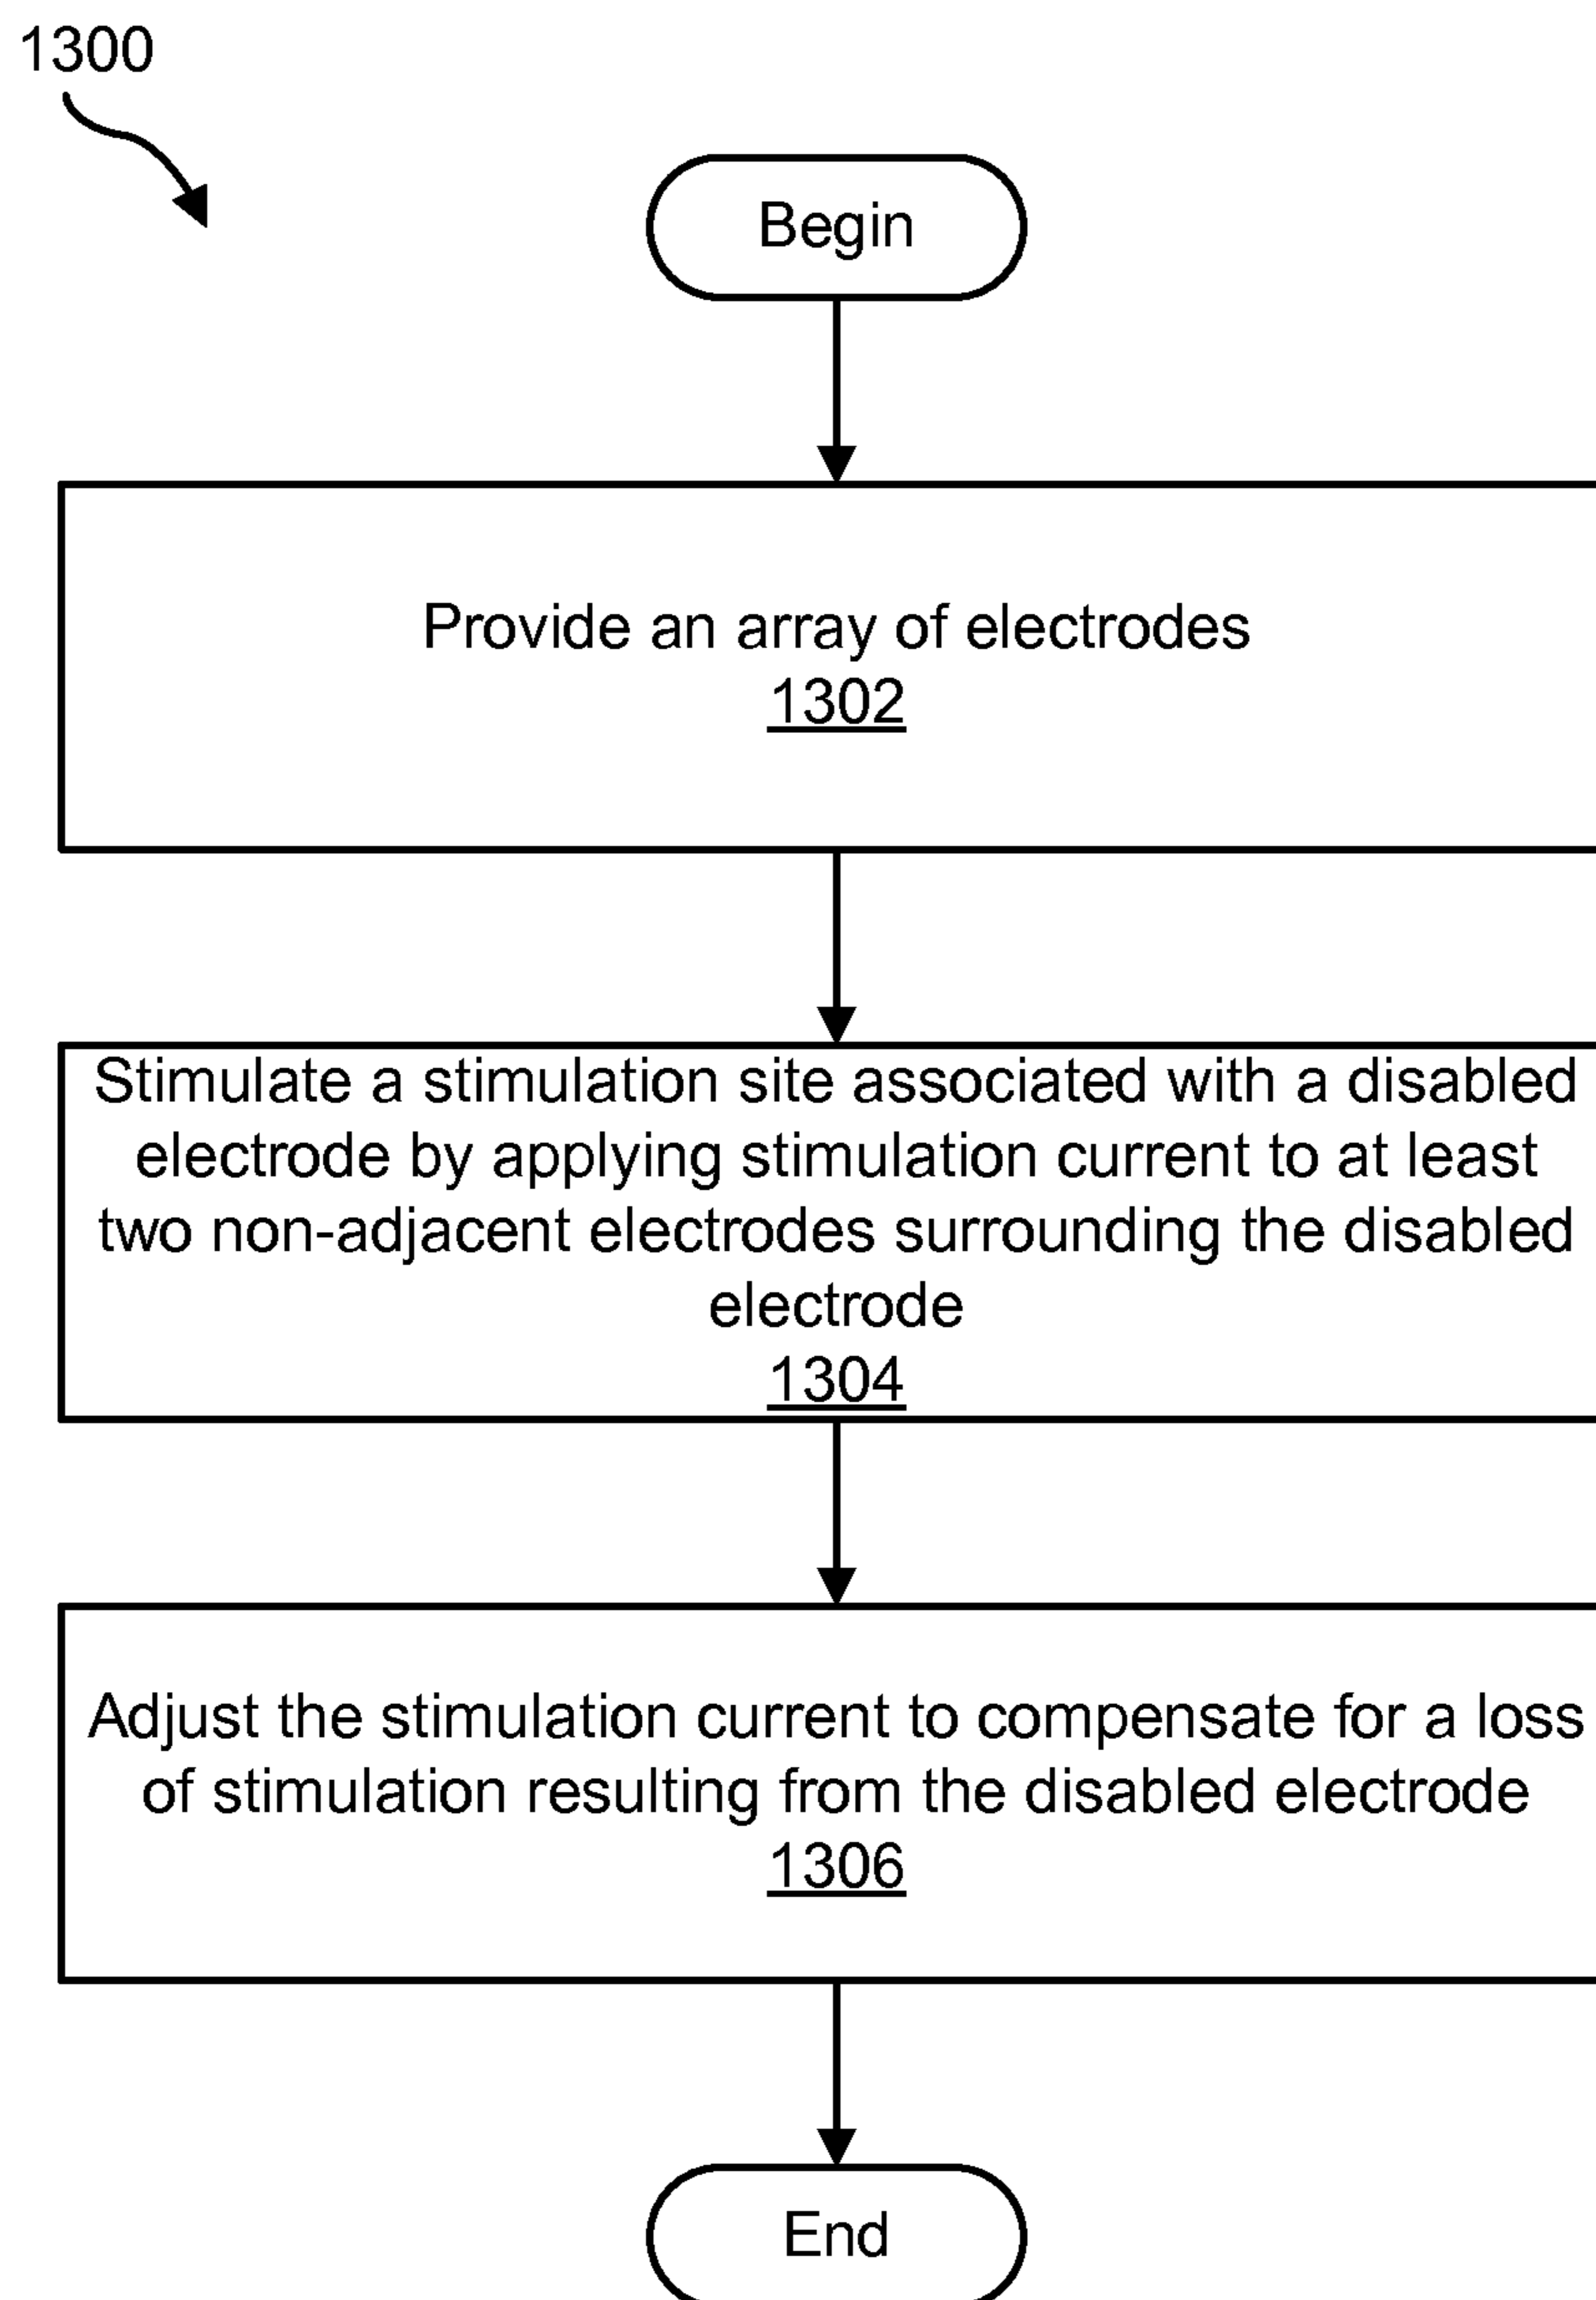 1300
Begin
Provide an array of electrodes
1302
Stimulate a stimulation site associated with a disabled
electrode by applying stimulation current to at least
two non-adjacent electrodes surrounding the disabled
electrode
1304
Adjust the stimulation current to compensate for a loss
of stimulation resulting from the disabled electrode
1306
End